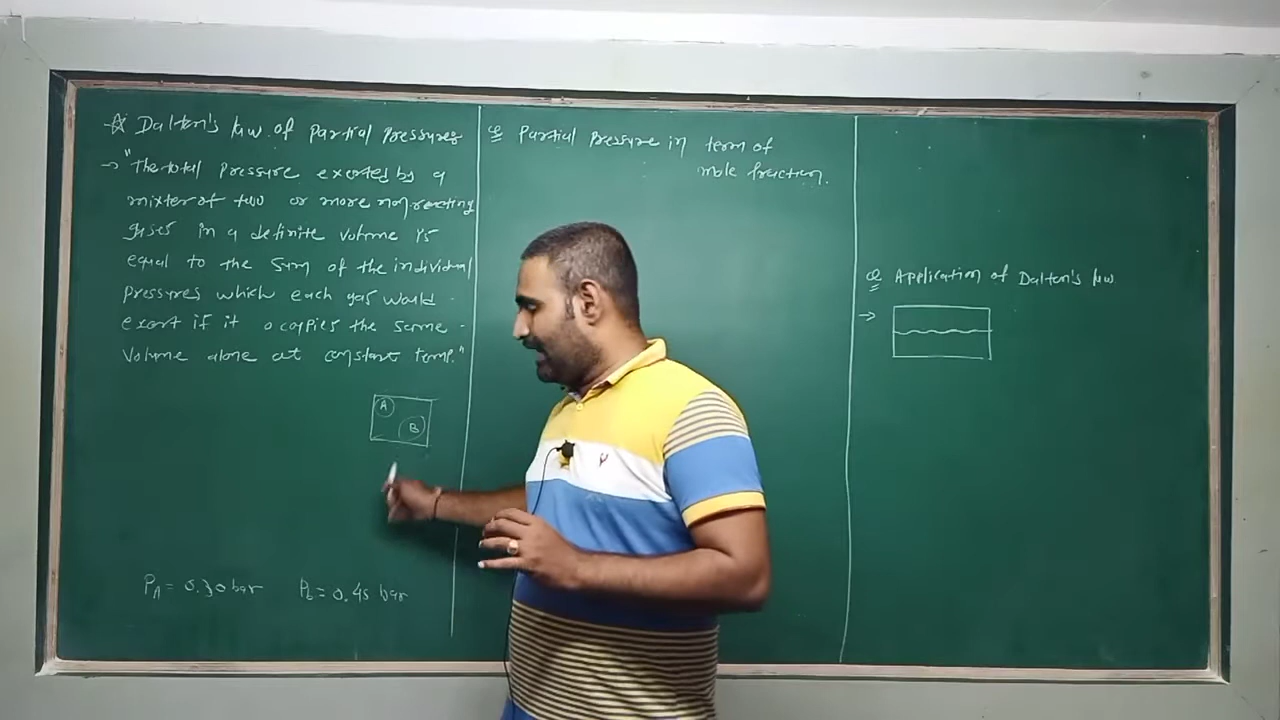 ☆ Dalton's law of Partial Pressures
→ "The total Pressure exerted by a
mixter of two or more non-reacting
gases in a definite volume is
equal to the sum of the individual
pressures which each gas would
exert if it occupies the same
volume alone at constant temp."
A
B
PA = 0.30 bar PB = 0.45 bar
Q Partial Pressure in term of
mole fraction.
Q Application of Dalton's law
→